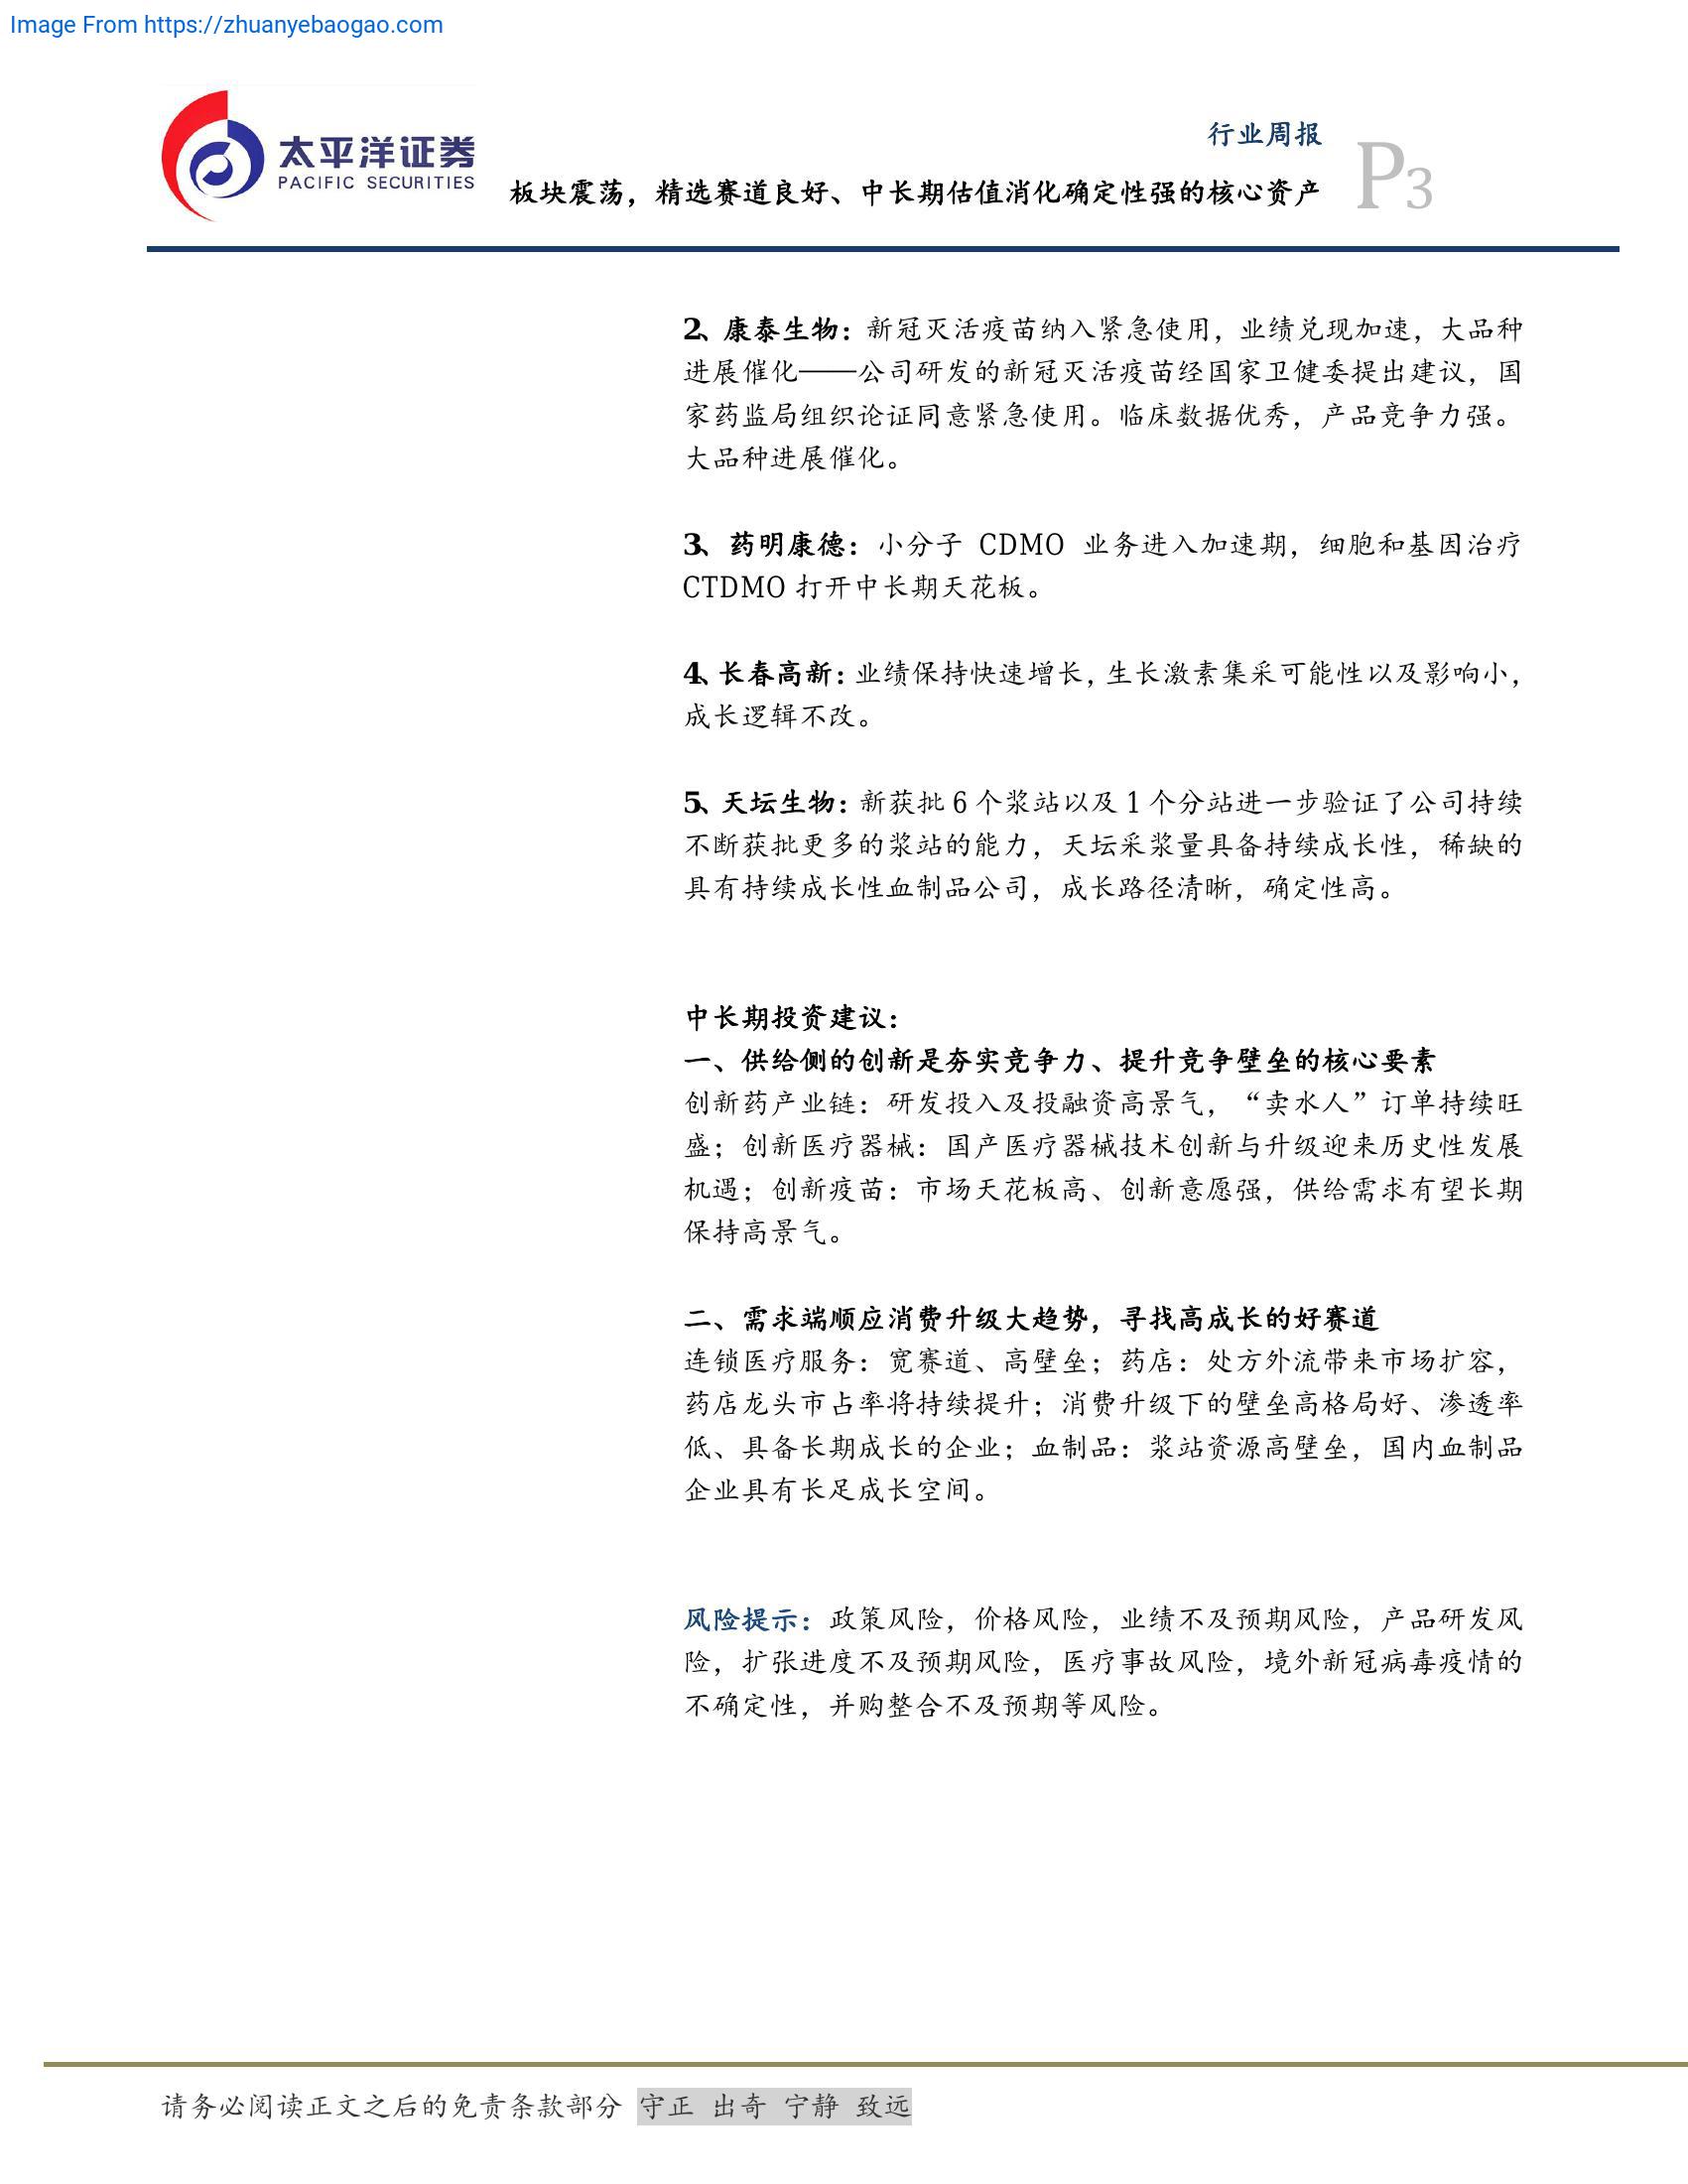 Image From https://zhuanyebaogao.com
太平洋证券
PACIFIC SECURITIES
行业周报
板块震荡，精选赛道良好、中长期估值消化确定性强的核心资产
P3
2、康泰生物：新冠灭活疫苗纳入紧急使用，业绩兑现加速，大品种
进展催化——公司研发的新冠灭活疫苗经国家卫健委提出建议，国
家药监局组织论证同意紧急使用。临床数据优秀，产品竞争力强。
大品种进展催化。
3、药明康德：小分子 CDMO 业务进入加速期，细胞和基因治疗
CTDMO 打开中长期天花板。
4、长春高新：业绩保持快速增长，生长激素集采可能性以及影响小，
成长逻辑不改。
5、天坛生物：新获批 6 个浆站以及 1 个分站进一步验证了公司持续
不断获批更多的浆站的能力，天坛采浆量具备持续成长性，稀缺的
具有持续成长性血制品公司，成长路径清晰，确定性高。
中长期投资建议：
一、供给侧的创新是夯实竞争力、提升竞争壁垒的核心要素
创新药产业链：研发投入及投融资高景气，“卖水人”订单持续旺
盛；创新医疗器械：国产医疗器械技术创新与升级迎来历史性发展
机遇；创新疫苗：市场天花板高、创新意愿强，供给需求有望长期
保持高景气。
二、需求端顺应消费升级大趋势，寻找高成长的好赛道
连锁医疗服务：宽赛道、高壁垒；药店：处方外流带来市场扩容，
药店龙头市占率将持续提升；消费升级下的壁垒高格局好、渗透率
低、具备长期成长的企业；血制品：浆站资源高壁垒，国内血制品
企业具有长足成长空间。
风险提示：政策风险，价格风险，业绩不及预期风险，产品研发风
险，扩张进度不及预期风险，医疗事故风险，境外新冠病毒疫情的
不确定性，并购整合不及预期等风险。
请务必阅读正文之后的免责条款部分 守正 出奇 宁静 致远